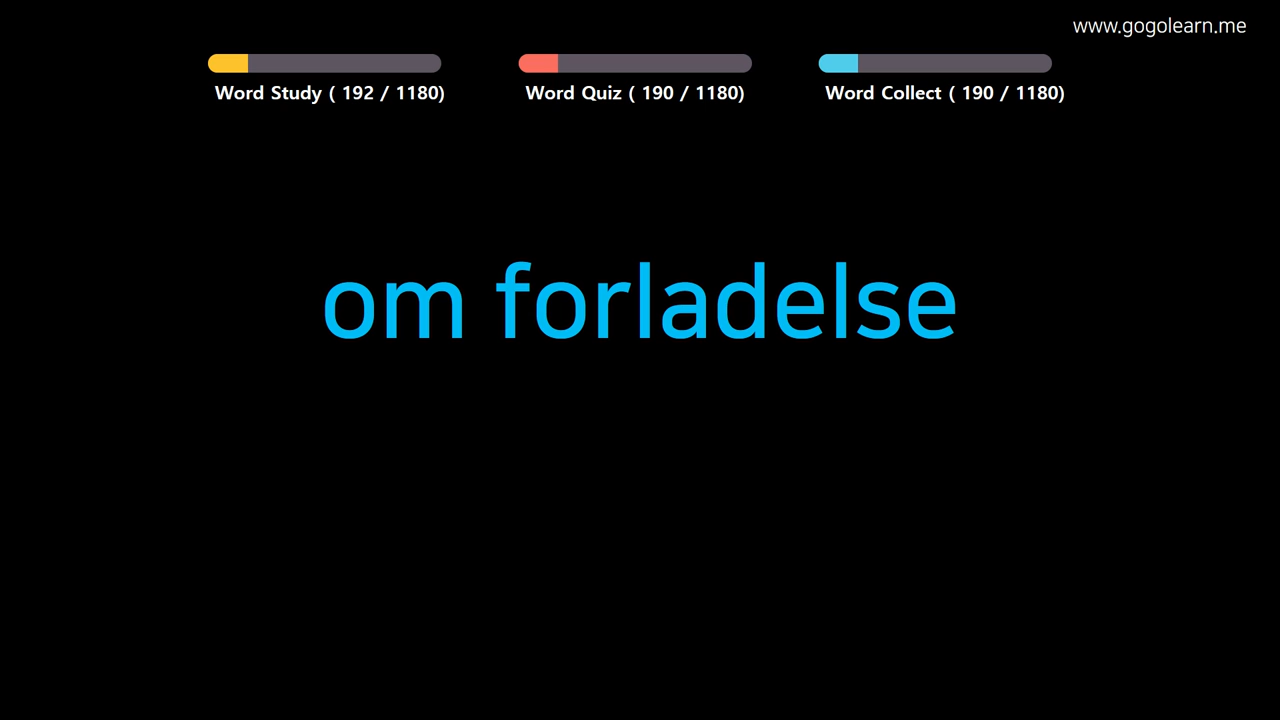 www.gogolearn.me
Word Study ( 192 / 1180)
Word Quiz ( 190 / 1180)
Word Collect ( 190 / 1180)
om forladelse